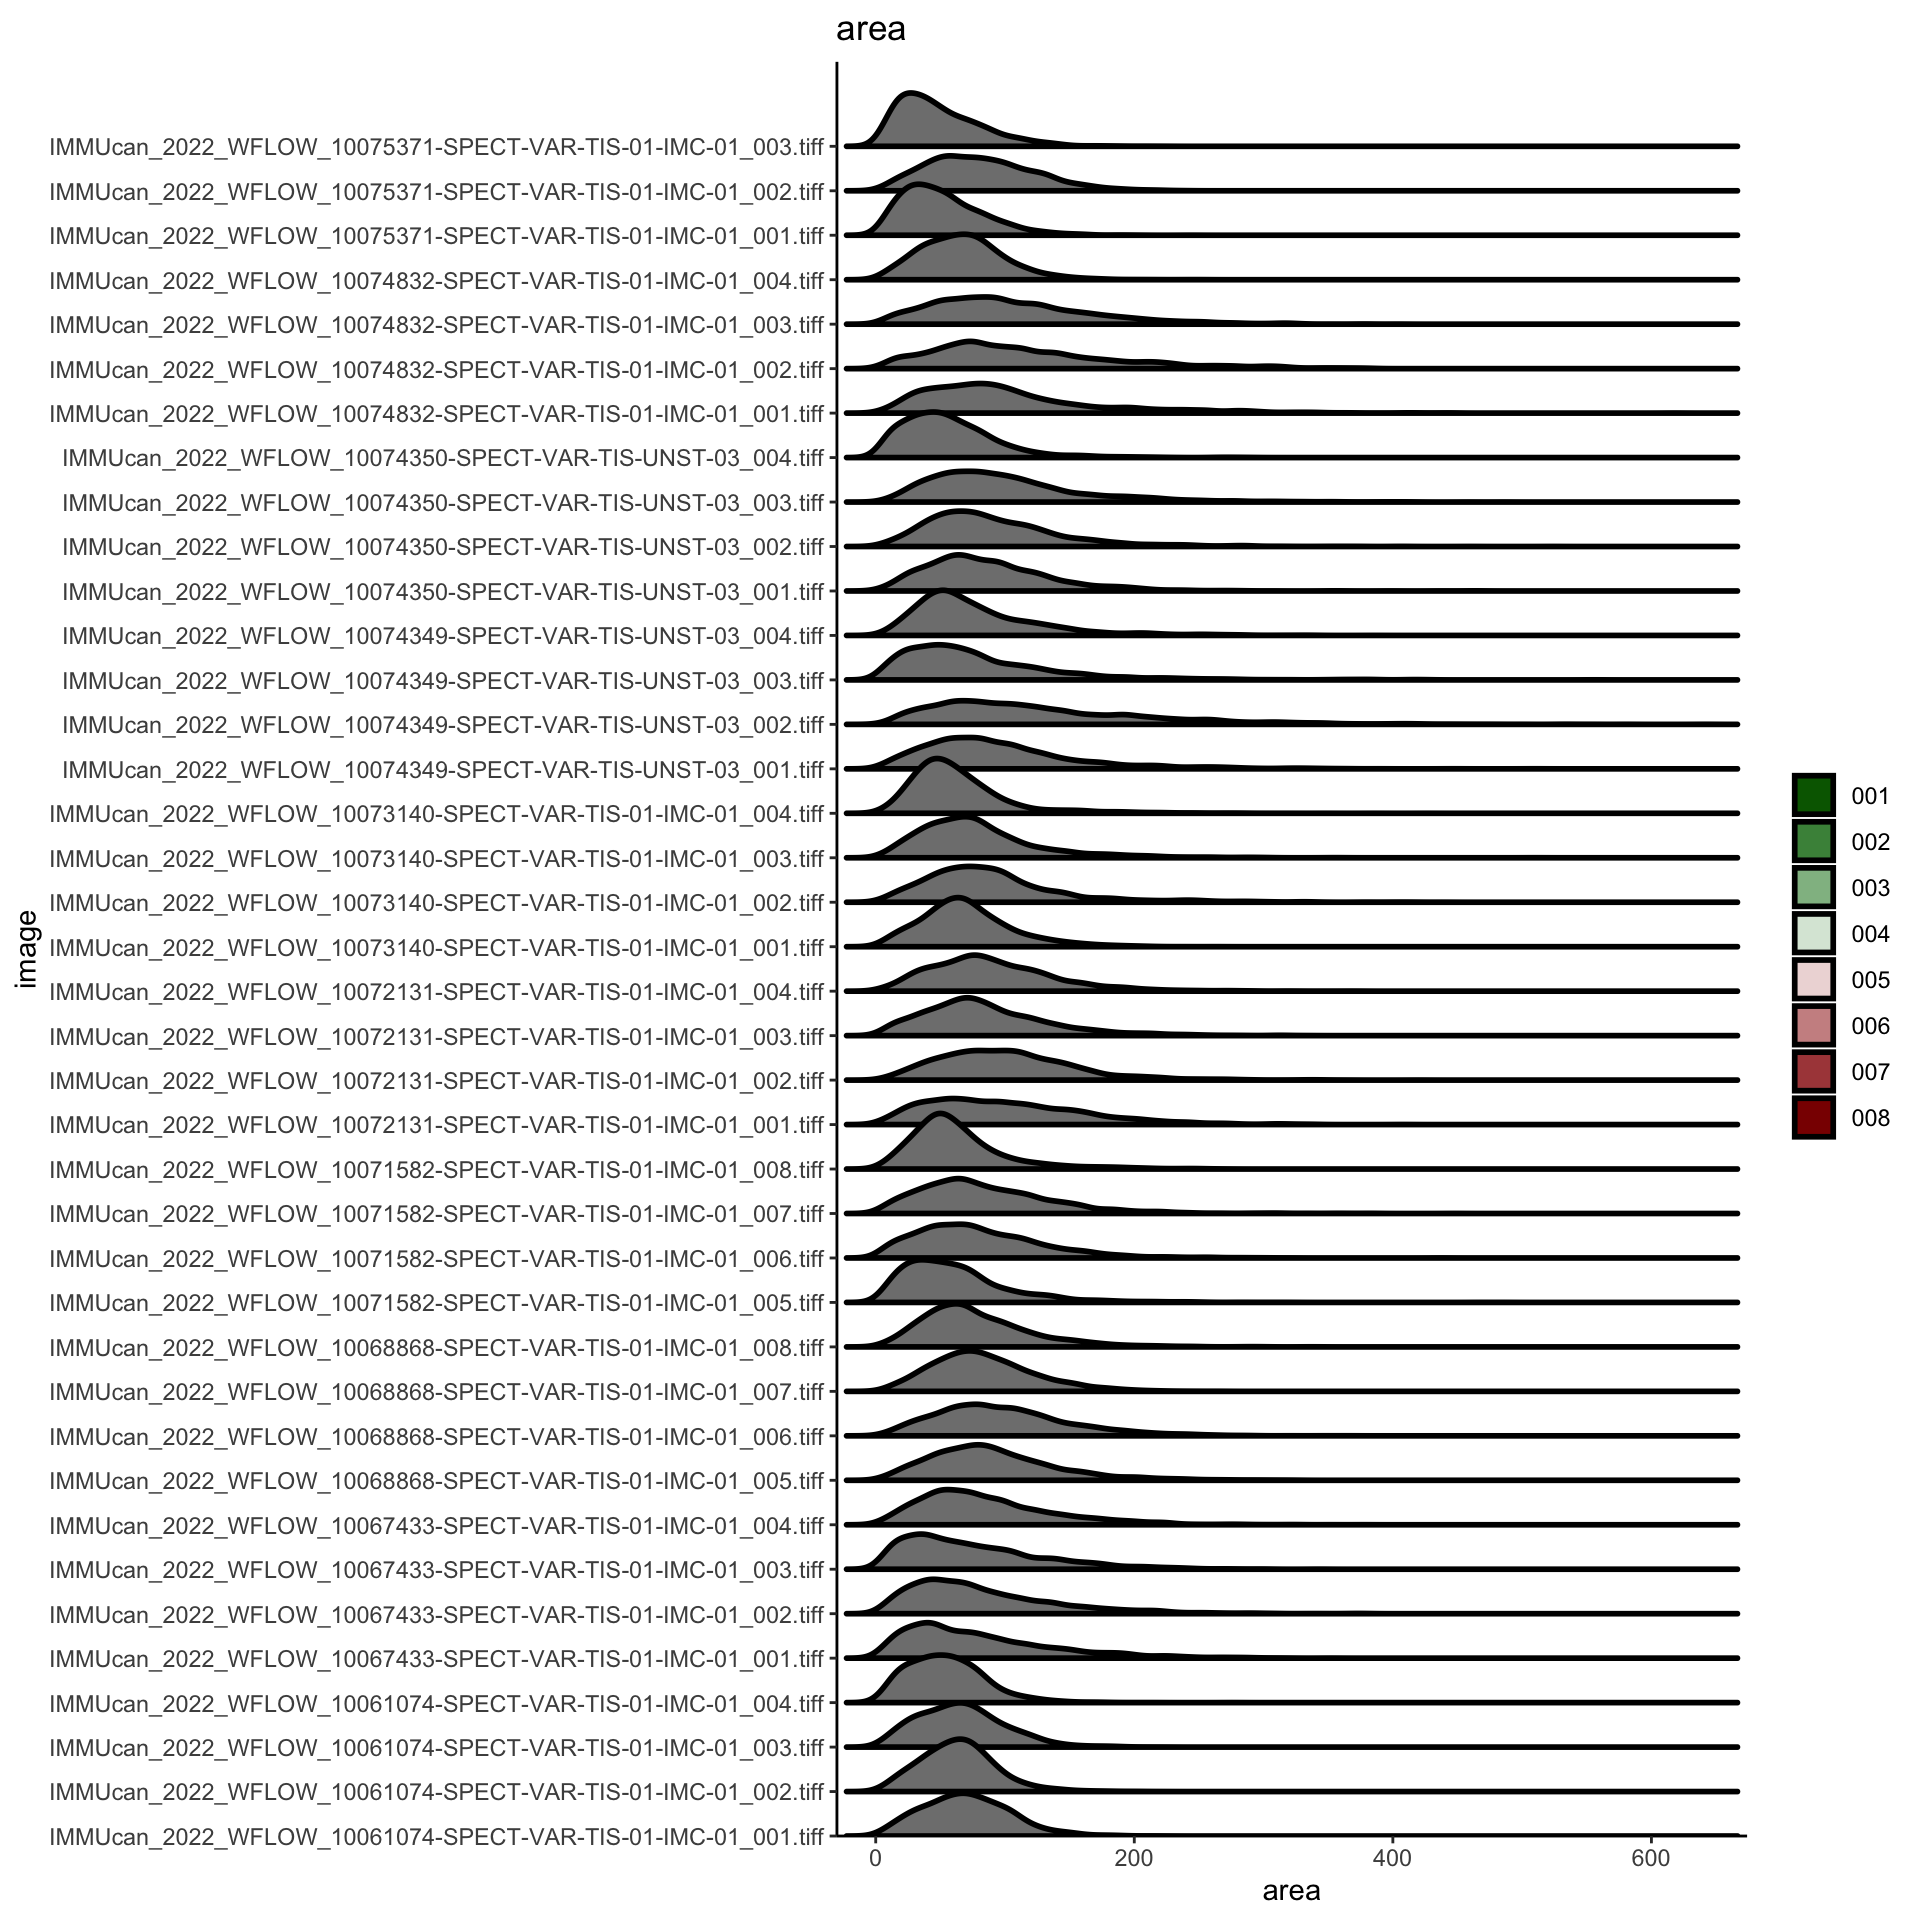 area
IMMUcan_2022_WFLOW_10075371-SPECT-VAR-TIS-01-IMC-01_003.tiff
IMMUcan_2022_WFLOW_10075371-SPECT-VAR-TIS-01-IMC-01_002.tiff
IMMUcan_2022_WFLOW_10075371-SPECT-VAR-TIS-01-IMC-01_001.tiff
IMMUcan_2022_WFLOW_10074832-SPECT-VAR-TIS-01-IMC-01_004.tiff
IMMUcan_2022_WFLOW_10074832-SPECT-VAR-TIS-01-IMC-01_003.tiff
IMMUcan_2022_WFLOW_10074832-SPECT-VAR-TIS-01-IMC-01_002.tiff
IMMUcan_2022_WFLOW_10074832-SPECT-VAR-TIS-01-IMC-01_001.tiff
IMMUcan_2022_WFLOW_10074350-SPECT-VAR-TIS-UNST-03_004.tiff
IMMUcan_2022_WFLOW_10074350-SPECT-VAR-TIS-UNST-03_003.tiff
IMMUcan_2022_WFLOW_10074350-SPECT-VAR-TIS-UNST-03_002.tiff
IMMUcan_2022_WFLOW_10074350-SPECT-VAR-TIS-UNST-03_001.tiff
IMMUcan_2022_WFLOW_10074349-SPECT-VAR-TIS-UNST-03_004.tiff
IMMUcan_2022_WFLOW_10074349-SPECT-VAR-TIS-UNST-03_003.tiff
IMMUcan_2022_WFLOW_10074349-SPECT-VAR-TIS-UNST-03_002.tiff
IMMUcan_2022_WFLOW_10074349-SPECT-VAR-TIS-UNST-03_001.tiff
IMMUcan_2022_WFLOW_10073140-SPECT-VAR-TIS-01-IMC-01_004.tiff
IMMUcan_2022_WFLOW_10073140-SPECT-VAR-TIS-01-IMC-01_003.tiff
IMMUcan_2022_WFLOW_10073140-SPECT-VAR-TIS-01-IMC-01_002.tiff
IMMUcan_2022_WFLOW_10073140-SPECT-VAR-TIS-01-IMC-01_001.tiff
IMMUcan_2022_WFLOW_10072131-SPECT-VAR-TIS-01-IMC-01_004.tiff
IMMUcan_2022_WFLOW_10072131-SPECT-VAR-TIS-01-IMC-01_003.tiff
IMMUcan_2022_WFLOW_10072131-SPECT-VAR-TIS-01-IMC-01_002.tiff
IMMUcan_2022_WFLOW_10072131-SPECT-VAR-TIS-01-IMC-01_001.tiff
IMMUcan_2022_WFLOW_10071582-SPECT-VAR-TIS-01-IMC-01_008.tiff
IMMUcan_2022_WFLOW_10071582-SPECT-VAR-TIS-01-IMC-01_007.tiff
IMMUcan_2022_WFLOW_10071582-SPECT-VAR-TIS-01-IMC-01_006.tiff
IMMUcan_2022_WFLOW_10071582-SPECT-VAR-TIS-01-IMC-01_005.tiff
IMMUcan_2022_WFLOW_10068868-SPECT-VAR-TIS-01-IMC-01_008.tiff
IMMUcan_2022_WFLOW_10068868-SPECT-VAR-TIS-01-IMC-01_007.tiff
IMMUcan_2022_WFLOW_10068868-SPECT-VAR-TIS-01-IMC-01_006.tiff
IMMUcan_2022_WFLOW_10068868-SPECT-VAR-TIS-01-IMC-01_005.tiff
IMMUcan_2022_WFLOW_10067433-SPECT-VAR-TIS-01-IMC-01_004.tiff
IMMUcan_2022_WFLOW_10067433-SPECT-VAR-TIS-01-IMC-01_003.tiff
IMMUcan_2022_WFLOW_10067433-SPECT-VAR-TIS-01-IMC-01_002.tiff
IMMUcan_2022_WFLOW_10067433-SPECT-VAR-TIS-01-IMC-01_001.tiff
IMMUcan_2022_WFLOW_10061074-SPECT-VAR-TIS-01-IMC-01_004.tiff
IMMUcan_2022_WFLOW_10061074-SPECT-VAR-TIS-01-IMC-01_003.tiff
IMMUcan_2022_WFLOW_10061074-SPECT-VAR-TIS-01-IMC-01_002.tiff
IMMUcan_2022_WFLOW_10061074-SPECT-VAR-TIS-01-IMC-01_001.tiff
image
0 200 400 600
area
001
002
003
004
005
006
007
008